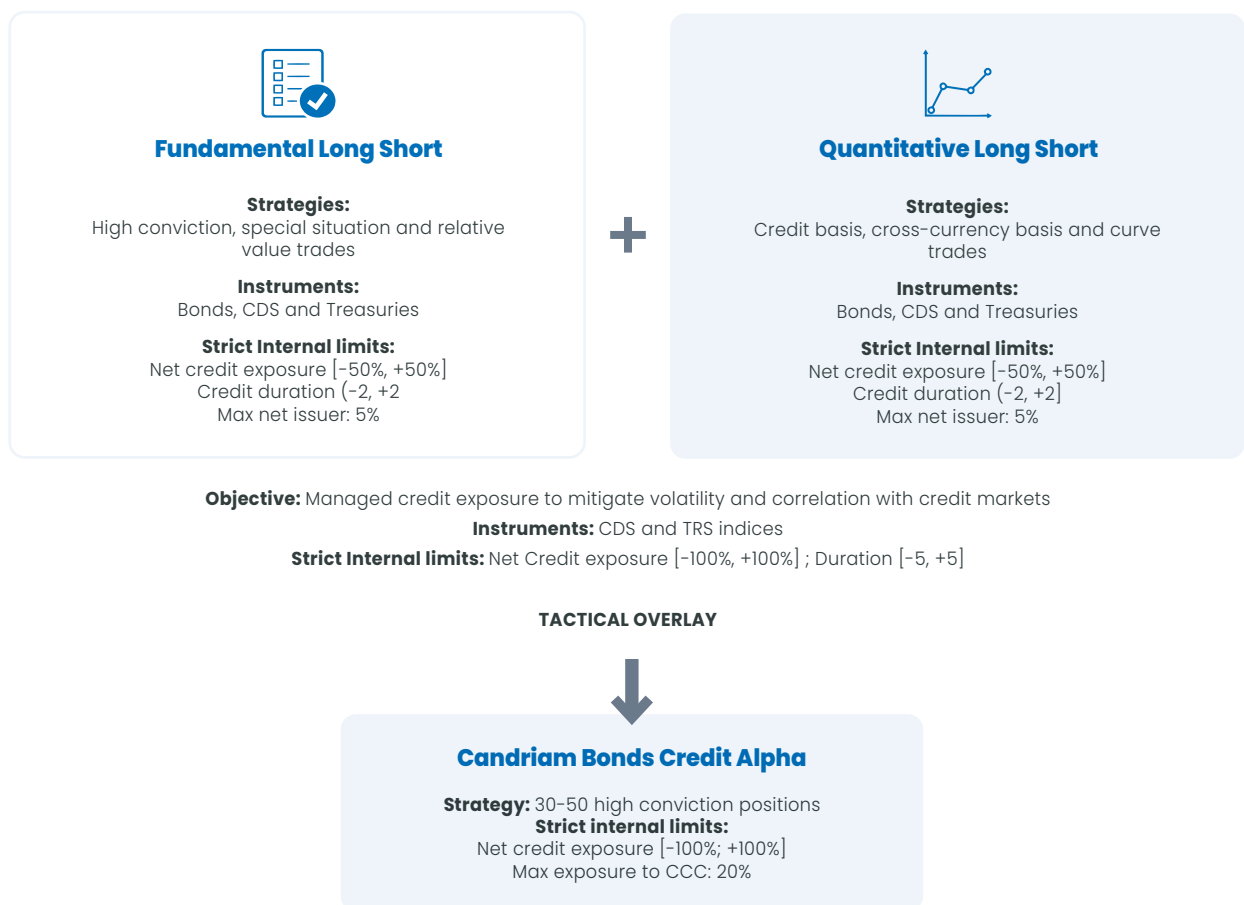 Fundamental Long Short
Strategies:
High conviction, special situation and relative
value trades
Instruments:
Bonds, CDS and Treasuries
Strict Internal limits:
Net credit exposure [-50%, +50%]
Credit duration (-2, +2
Max net issuer: 5%
+
Quantitative Long Short
Strategies:
Credit basis, cross-currency basis and curve
trades
Instruments:
Bonds, CDS and Treasuries
Strict Internal limits:
Net credit exposure [-50%, +50%]
Credit duration (-2, +2]
Max net issuer: 5%
Objective: Managed credit exposure to mitigate volatility and correlation with credit markets
Instruments: CDS and TRS indices
Strict Internal limits: Net Credit exposure [-100%, +100%] ; Duration [-5, +5]
TACTICAL OVERLAY
Candriam Bonds Credit Alpha
Strategy: 30-50 high conviction positions
Strict internal limits:
Net credit exposure [-100%; +100%]
Max exposure to CCC: 20%